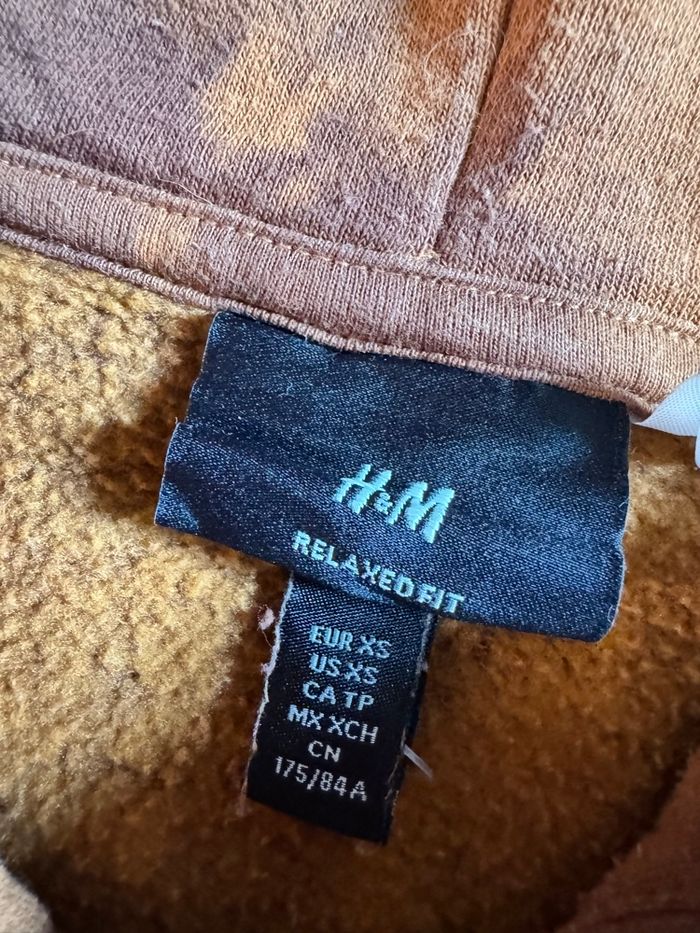 H&M
RELAXED FIT
EUR XS
US XS
CA TP
MX XCH
CN
175/84A